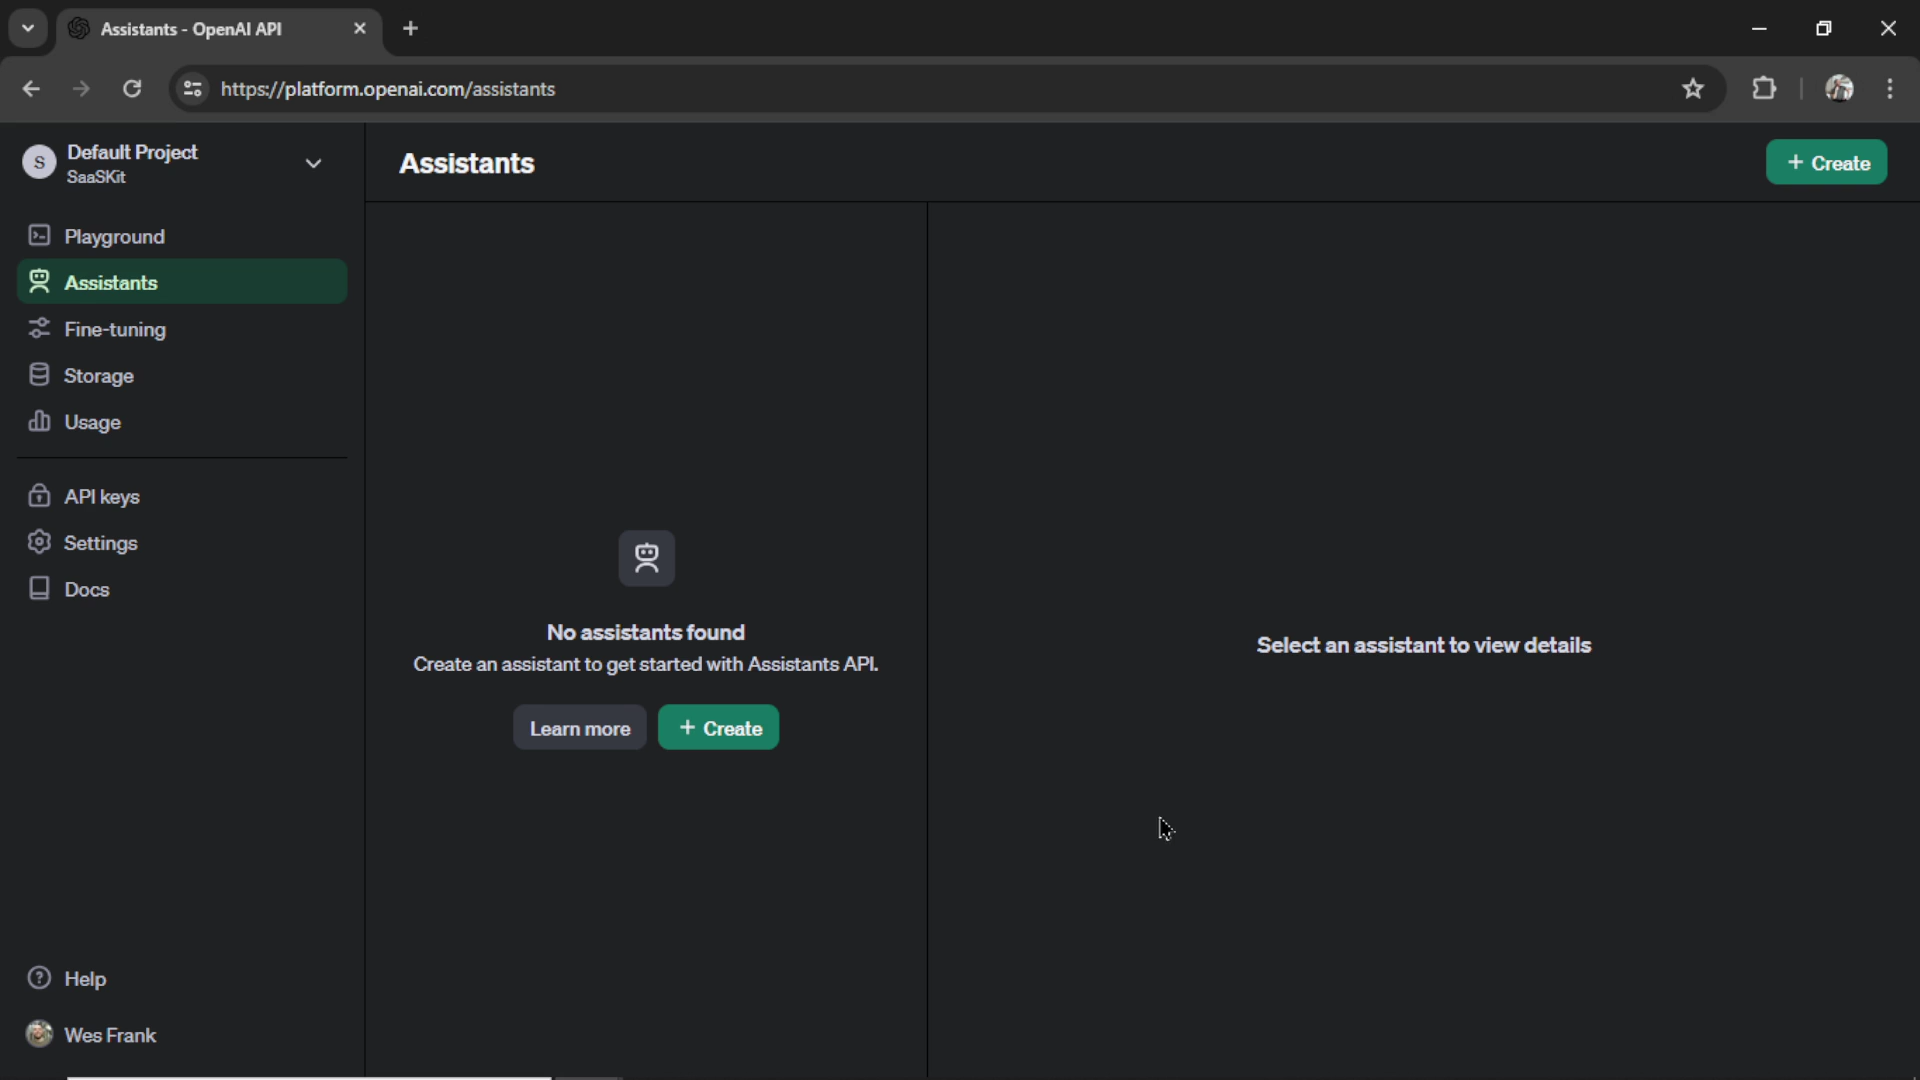 Assistants - OpenAI API
https://platform.openai.com/assistants
S
Default Project
SaaSKit
Assistants
+ Create
Playground
Assistants
Fine-tuning
Storage
Usage
API keys
Settings
Docs
No assistants found
Create an assistant to get started with Assistants API.
Learn more
+ Create
Select an assistant to view details
Help
Wes Frank